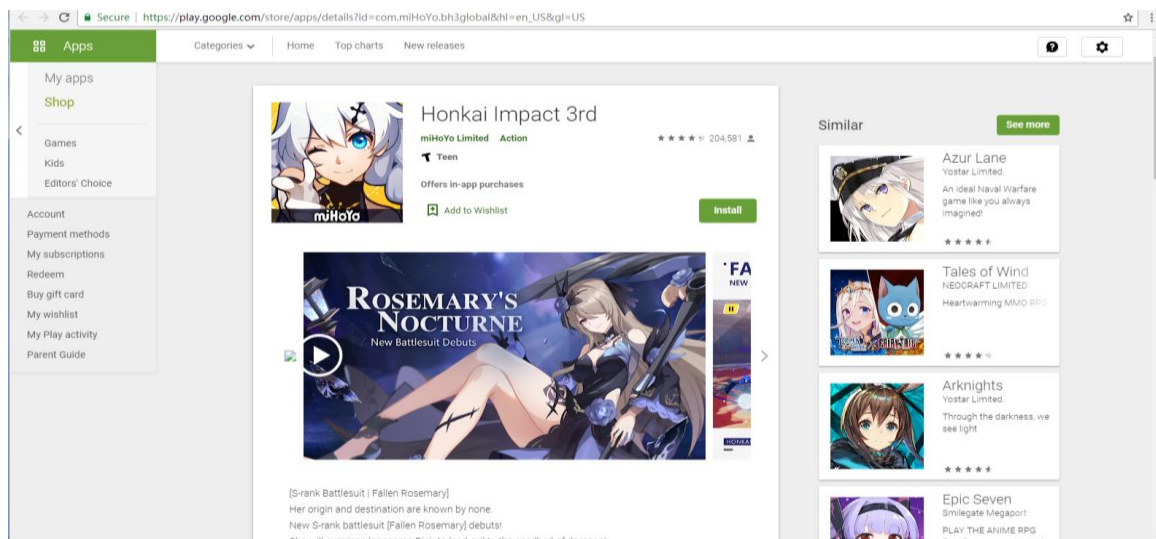 Secure | https://play.google.com/store/apps/details?id=com.miHoYo.bh3global&hl=en_US&gl=US
Apps
Categories
Home
Top charts
New releases
My apps
Shop
Games
Kids
Editors' Choice
Account
Payment methods
My subscriptions
Redeem
Buy gift card
My wishlist
My Play activity
Parent Guide
miHoYo
Honkai Impact 3rd
miHoYo Limited Action
204,581
T Teen
Offers in-app purchases
Add to Wishlist
Install
ROSEMARY'S
NOCTURNE
New Battlesuit Debuts
FA
NEW
HONKAI
[S-rank Battlesuit | Fallen Rosemary]
Her origin and destination are known by none.
New S-rank battlesuit [Fallen Rosemary] debuts!
Similar
See more
Azur Lane
Yostar Limited.
An ideal Naval Warfare
game like you always
imagined!
Tales of Wind
NEOCRAFT LIMITED
Heartwarming MMO RPG
Arknights
Yostar Limited.
Through the darkness, we
see light
Epic Seven
Smilegate Megaport
PLAY THE ANIME RPG